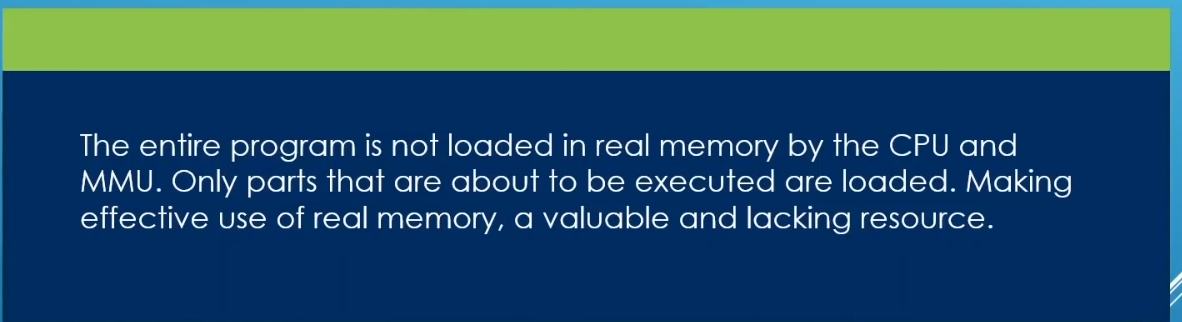 The entire program is not loaded in real memory by the CPU and
MMU. Only parts that are about to be executed are loaded. Making
effective use of real memory, a valuable and lacking resource.